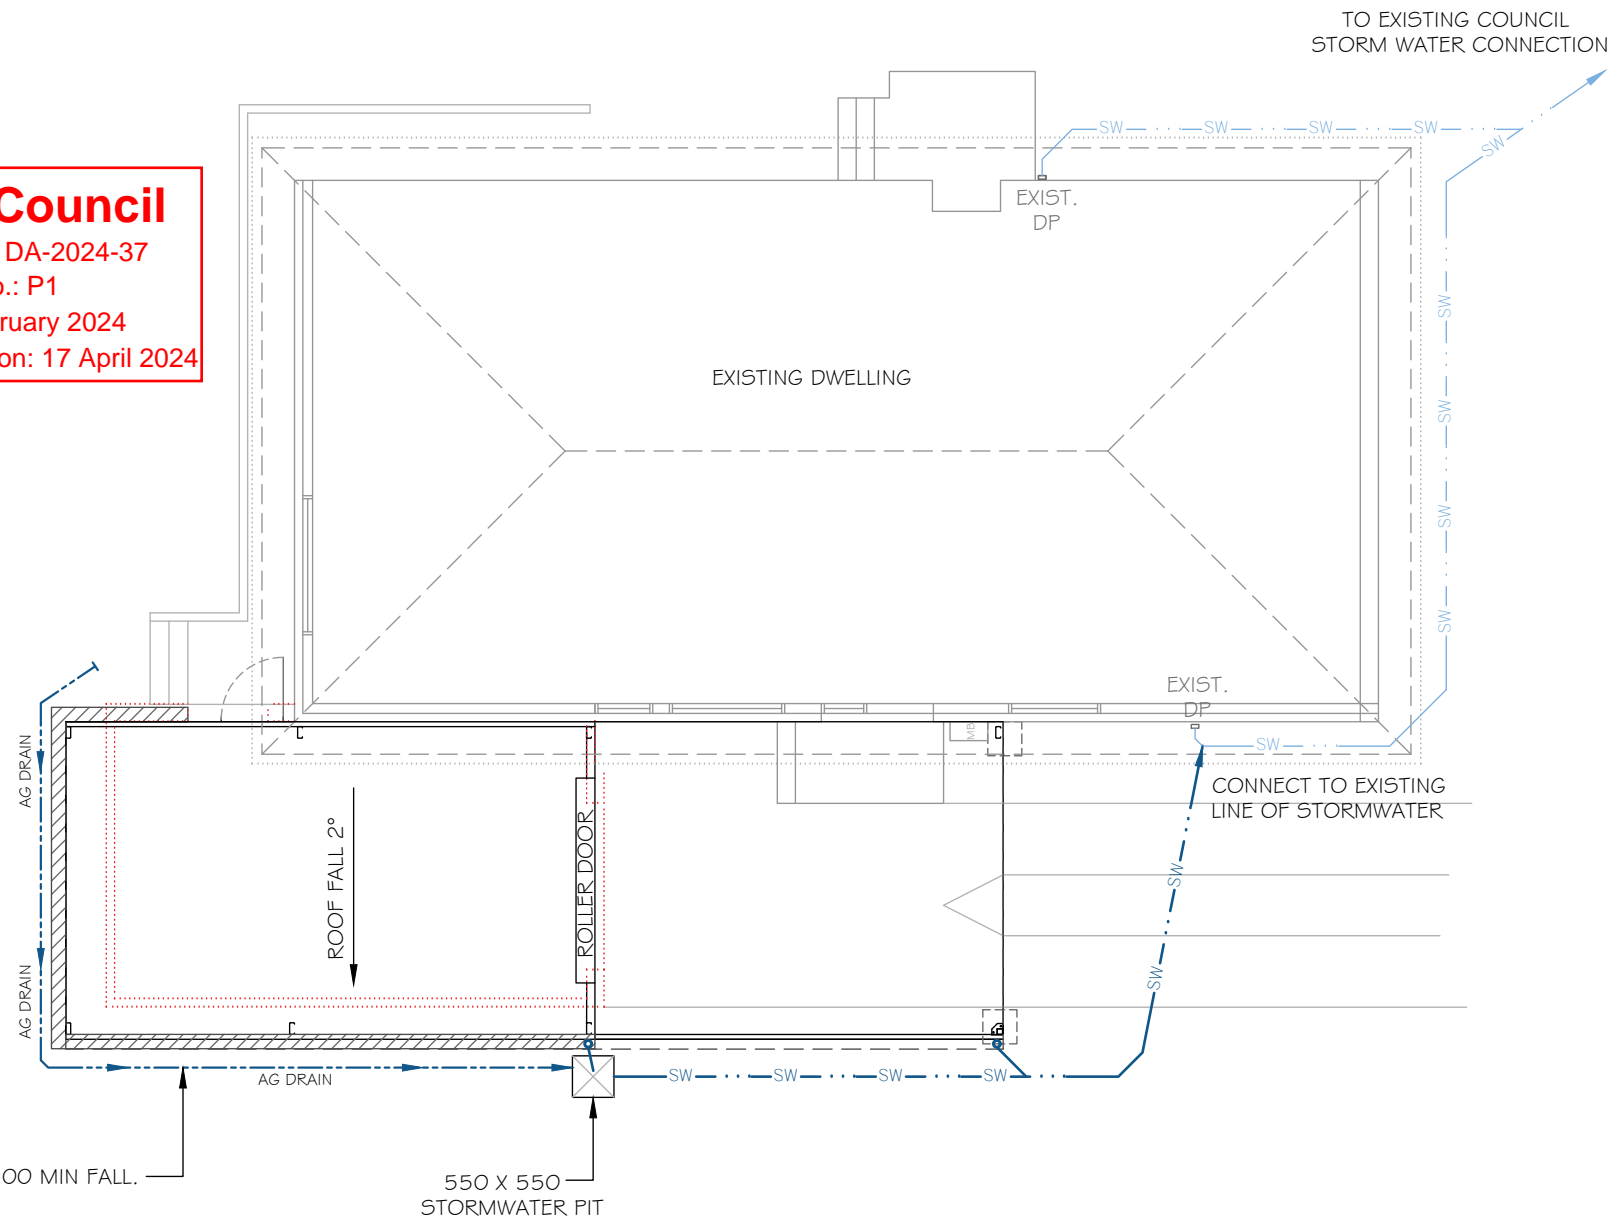 TO EXISTING COUNCIL
STORM WATER CONNECTION
SW SW SW SW
SW
Council
DA-2024-37
o.: P1
ruary 2024
on: 17 April 2024
EXIST.
DP
SW
EXISTING DWELLING
SW
SW
SW
EXIST.
DP
MB
SW
AG DRAIN
CONNECT TO EXISTING
LINE OF STORMWATER
ROOF FALL 2°
ROLLER DOOR
SW
SW
AG DRAIN
AG DRAIN
SW SW SW SW
00 MIN FALL.
550 X 550
STORMWATER PIT